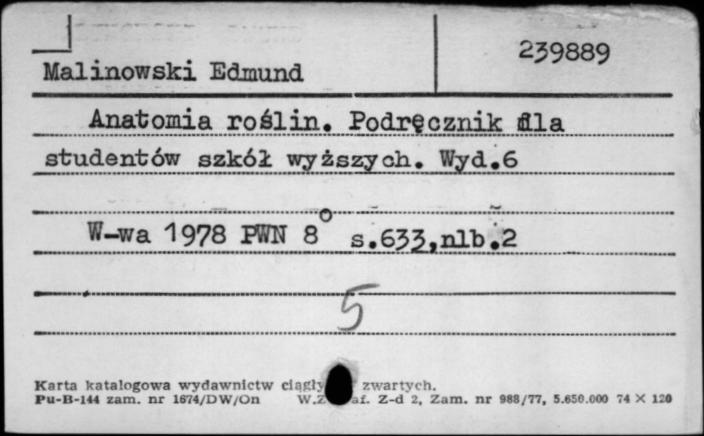 239889
Malinowski Edmund
Anatomia roślin. Podręcznik dla
studentów szkół wyższych. Wyd.6
W-wa 1978 PWN 8° s.633,nlb.2
5
Karta katalogowa wydawnictw ciągły zwartych.
Pu-B-144 zam. nr 1674/DW/On W.Z af. Z-d 2, Zam. nr 988/77, 5.650.000 74 X 120